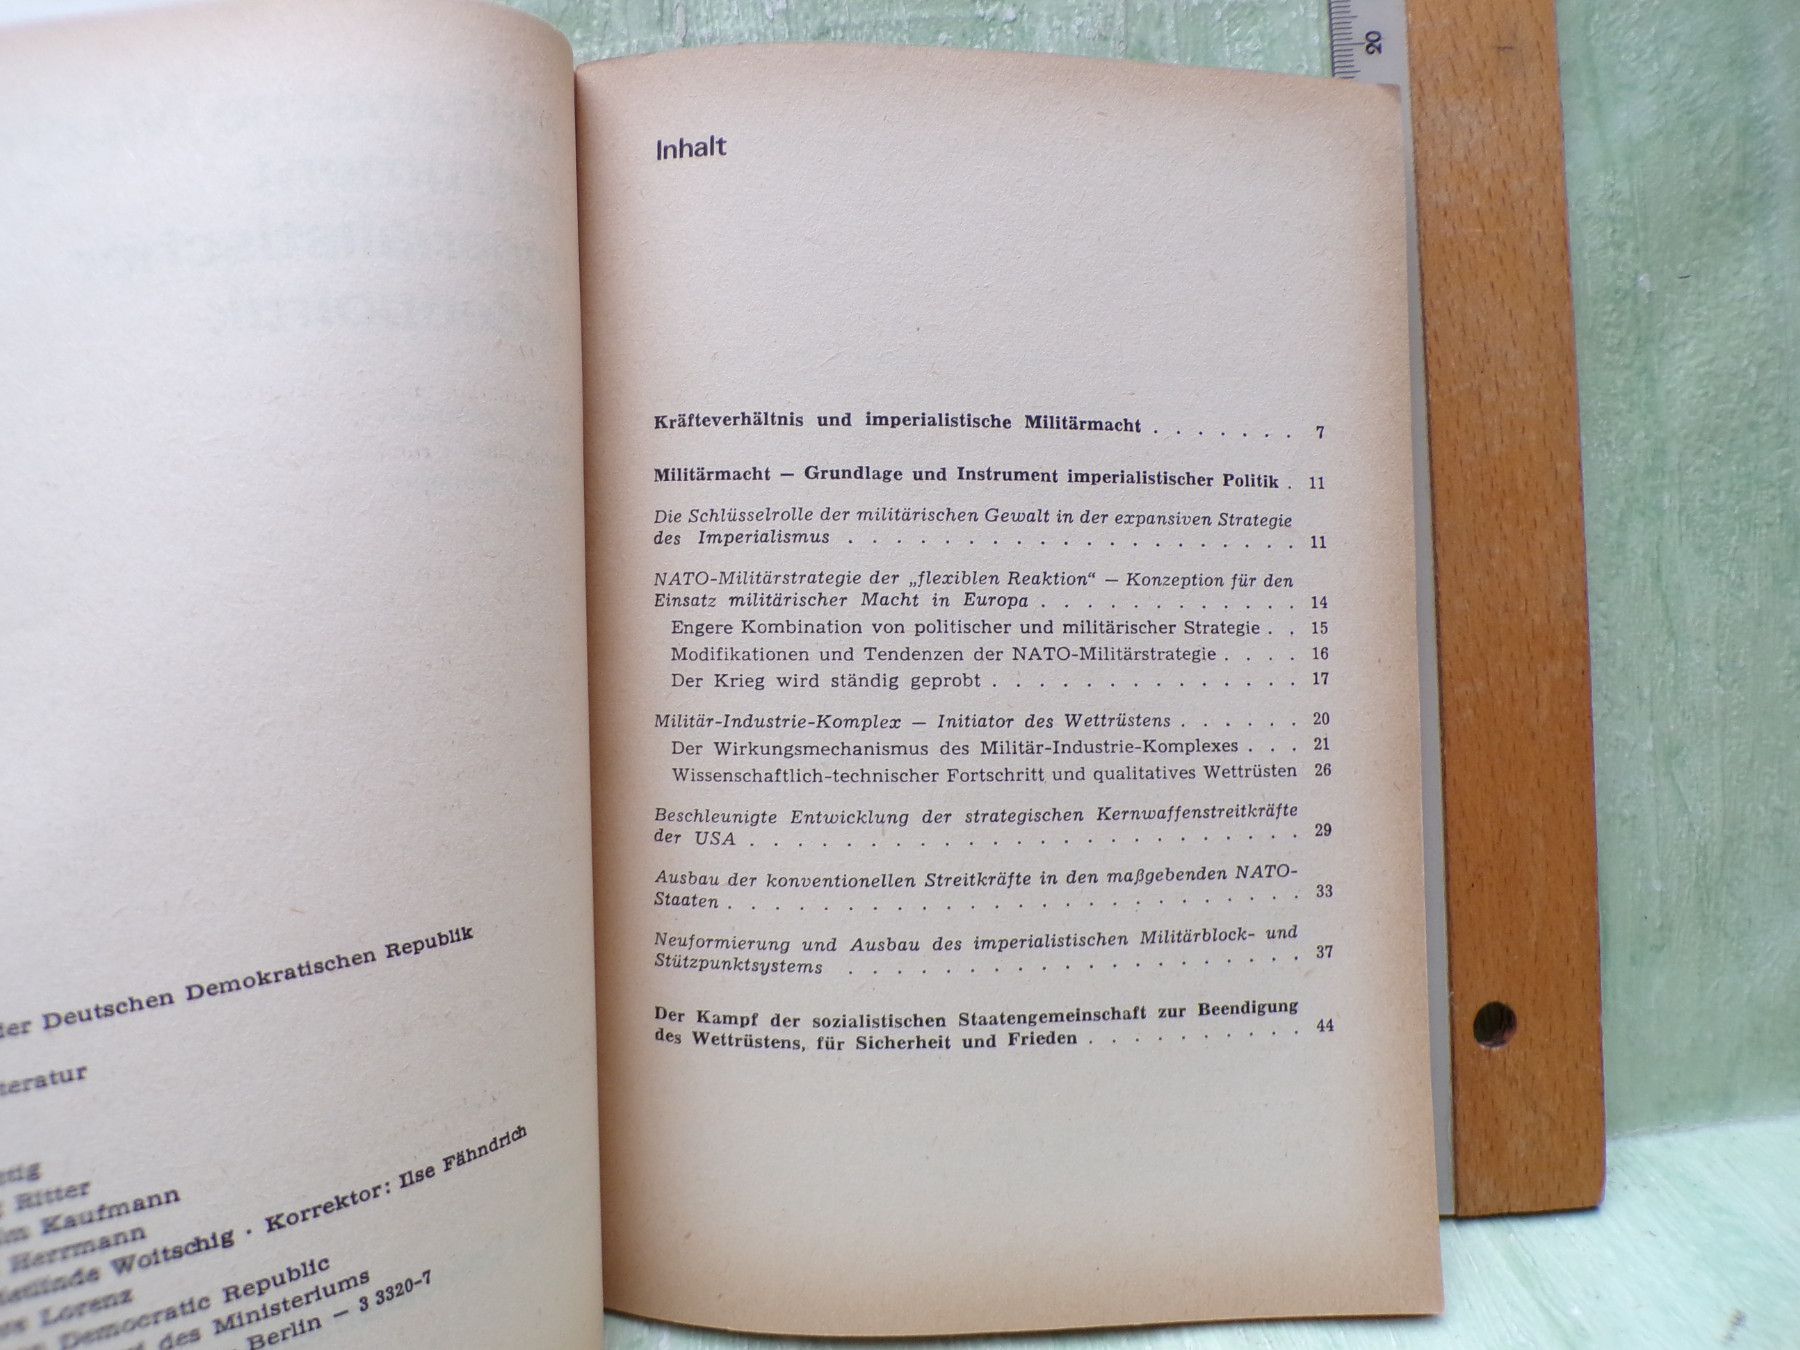 der Deutschen Demokratischen Republik
Ritter
Kaufmann
Herrmann
Woitschig · Korrektor: Ilse Fähndrich
Lorenz
Democratic Republic
des Ministeriums
Berlin — 3 3320-7
Inhalt
Kräfteverhältnis und imperialistische Militärmacht . . . . . . . 7
Militärmacht — Grundlage und Instrument imperialistischer Politik . 11
Die Schlüsselrolle der militärischen Gewalt in der expansiven Strategie
des Imperialismus . . . . . . . . . . . . . . . . . . . 11
NATO-Militärstrategie der „flexiblen Reaktion“ — Konzeption für den
Einsatz militärischer Macht in Europa . . . . . . . . . . . . 14
Engere Kombination von politischer und militärischer Strategie . . 15
Modifikationen und Tendenzen der NATO-Militärstrategie . . . . 16
Der Krieg wird ständig geprobt . . . . . . . . . . . . . . 17
Militär-Industrie-Komplex — Initiator des Wettrüstens . . . . . . 20
Der Wirkungsmechanismus des Militär-Industrie-Komplexes . . . 21
Wissenschaftlich-technischer Fortschritt und qualitatives Wettrüsten 26
Beschleunigte Entwicklung der strategischen Kernwaffenstreitkräfte
der USA . . . . . . . . . . . . . . . . . . . . . . . 29
Ausbau der konventionellen Streitkräfte in den maßgebenden NATO-
Staaten . . . . . . . . . . . . . . . . . . . . . . . . 33
Neuformierung und Ausbau des imperialistischen Militärblock- und
Stützpunktsystems . . . . . . . . . . . . . . . . . . . 37
Der Kampf der sozialistischen Staatengemeinschaft zur Beendigung
des Wettrüstens, für Sicherheit und Frieden . . . . . . . . . . 44
20